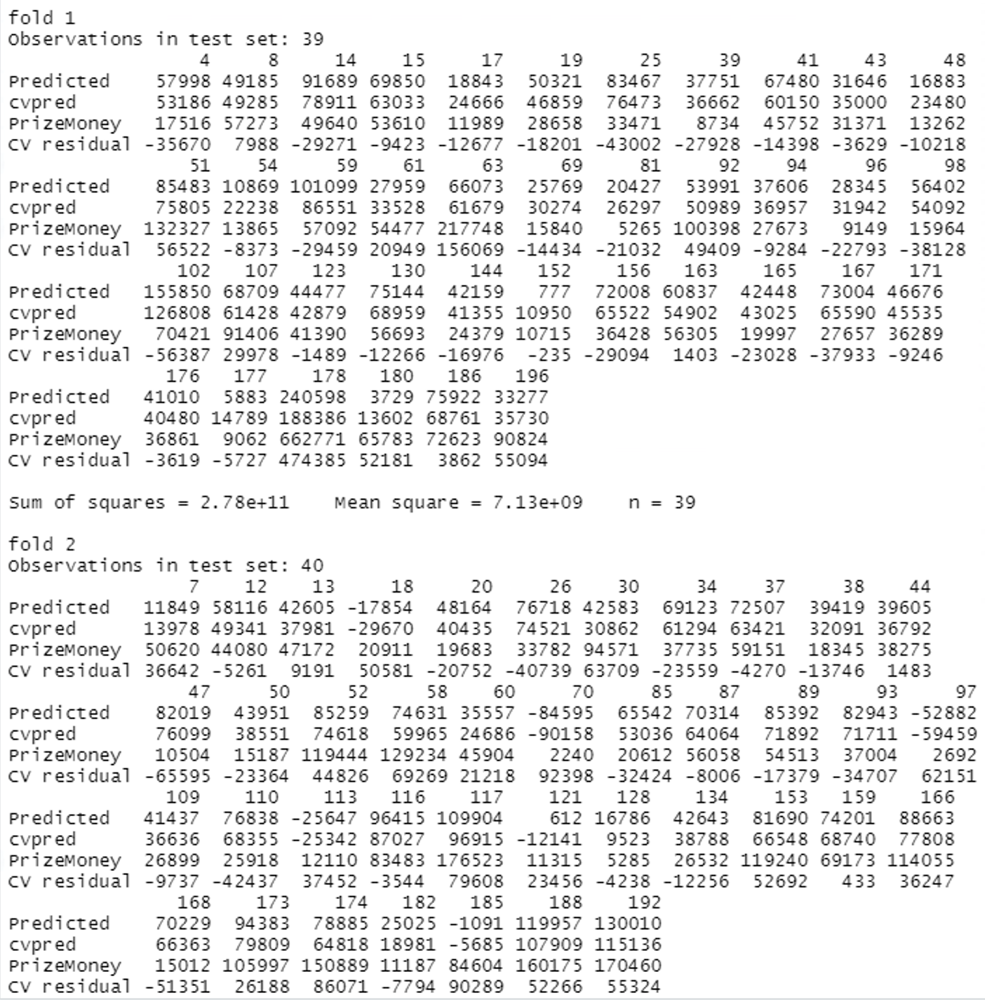 fold 1
Observations in test set: 39
                 4     8     14    15     17     19     25     39     41    43     48
Predicted    57998 49185  91689 69850  18843  50321  83467  37751  67480 31646  16883
cvpred       53186 49285  78911 63033  24666  46859  76473  36662  60150 35000  23480
PrizeMoney   17516 57273  49640 53610  11989  28658  33471   8734  45752 31371  13262
CV residual -35670  7988 -29271 -9423 -12677 -18201 -43002 -27928 -14398 -3629 -10218
                51    54     59    61     63     69     81     92    94     96     98
Predicted    85483 10869 101099 27959  66073  25769  20427  53991 37606  28345  56402
cvpred       75805 22238  86551 33528  61679  30274  26297  50989 36957  31942  54092
PrizeMoney  132327 13865  57092 54477 217748  15840   5265 100398 27673   9149  15964
CV residual  56522 -8373 -29459 20949 156069 -14434 -21032  49409 -9284 -22793 -38128
               102   107   123    130    144   152    156   163    165    167   171
Predicted   155850 68709 44477  75144  42159   777  72008 60837  42448  73004 46676
cvpred      126808 61428 42879  68959  41355 10950  65522 54902  43025  65590 45535
PrizeMoney   70421 91406 41390  56693  24379 10715  36428 56305  19997  27657 36289
CV residual -56387 29978 -1489 -12266 -16976  -235 -29094  1403 -23028 -37933 -9246
              176   177    178   180   186   196
Predicted   41010  5883 240598  3729 75922 33277
cvpred      40480 14789 188386 13602 68761 35730
PrizeMoney  36861  9062 662771 65783 72623 90824
CV residual -3619 -5727 474385 52181  3862 55094

Sum of squares = 2.78e+11    Mean square = 7.13e+09    n = 39

fold 2
Observations in test set: 40
                7    12    13     18     20     26    30     34    37     38    44
Predicted   11849 58116 42605 -17854  48164  76718 42583  69123 72507  39419 39605
cvpred      13978 49341 37981 -29670  40435  74521 30862  61294 63421  32091 36792
PrizeMoney  50620 44080 47172  20911  19683  33782 94571  37735 59151  18345 38275
CV residual 36642 -5261  9191  50581 -20752 -40739 63709 -23559 -4270 -13746  1483
                47     50     52     58    60     70     85    87     89     93     97
Predicted    82019  43951  85259  74631 35557 -84595  65542 70314  85392  82943 -52882
cvpred       76099  38551  74618  59965 24686 -90158  53036 64064  71892  71711 -59459
PrizeMoney   10504  15187 119444 129234 45904   2240  20612 56058  54513  37004   2692
CV residual -65595 -23364  44826  69269 21218  92398 -32424 -8006 -17379 -34707  62151
              109    110    113   116    117    121   128    134    153   159    166
Predicted   41437  76838 -25647 96415 109904    612 16786  42643  81690 74201  88663
cvpred      36636  68355 -25342 87027  96915 -12141  9523  38788  66548 68740  77808
PrizeMoney  26899  25918  12110 83483 176523  11315  5285  26532 119240 69173 114055
CV residual -9737 -42437  37452 -3544  79608  23456 -4238 -12256  52692   433  36247
               168    173    174   182   185    188    192
Predicted    70229  94383  78885 25025 -1091 119957 130010
cvpred       66363  79809  64818 18981 -5685 107909 115136
PrizeMoney   15012 105997 150889 11187 84604 160175 170460
CV residual -51351  26188  86071 -7794 90289  52266  55324